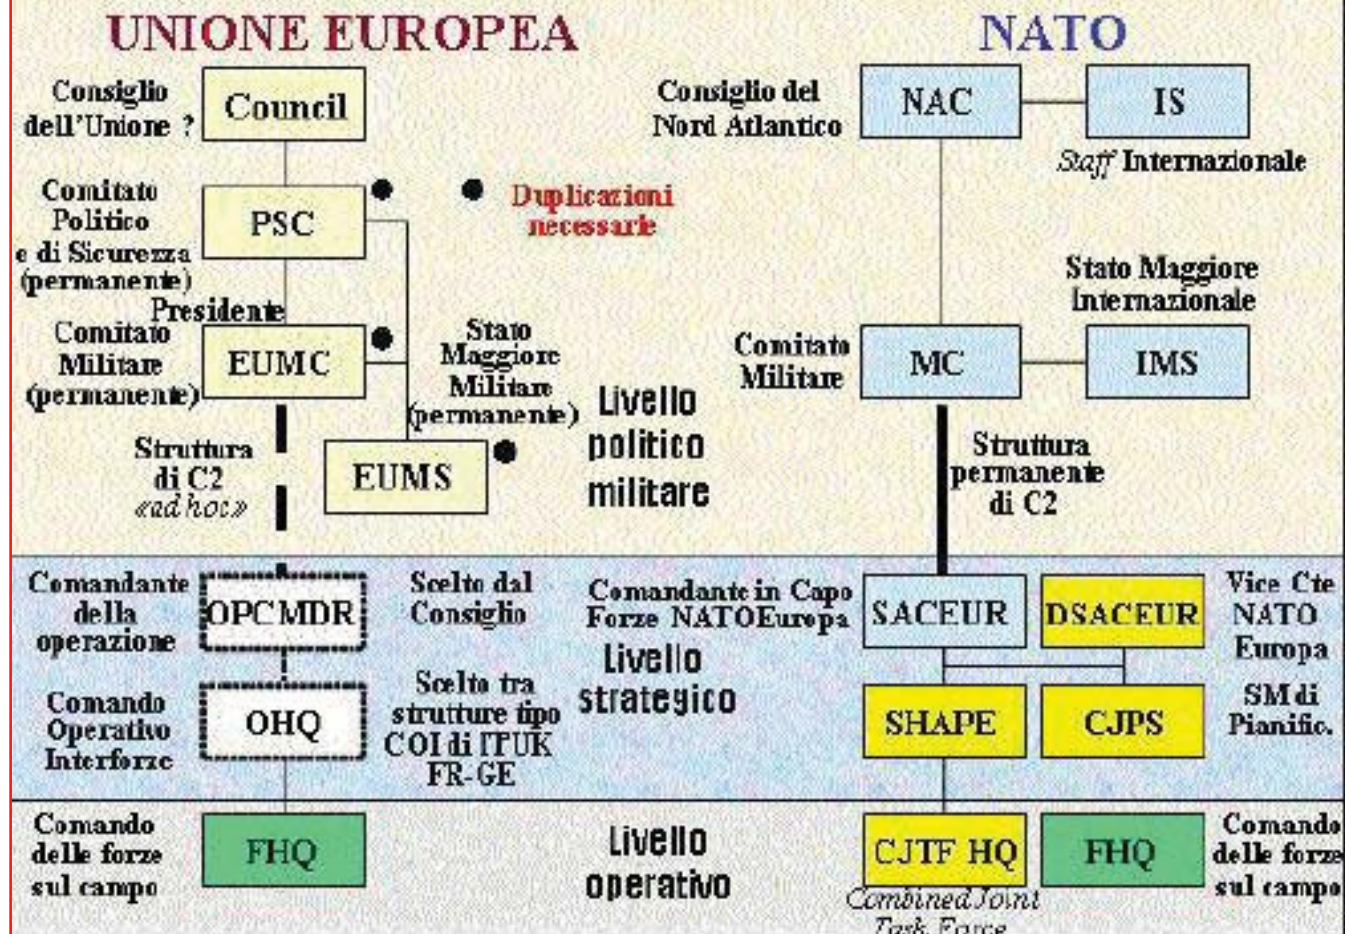 UNIONE EUROPEA
Consiglio
dell'Unione ?
Council
Comitato
Politico
e di Sicurezza
(permanente)
PSC
Duplicazioni
necessarie
Presidente
Comitato
Militare
(permanente)
EUMC
Stato
Maggiore
Militare
(permanente)
Struttura
di C2
«ad hoc»
EUMS
Livello
politico
militare
NATO
Consiglio del
Nord Atlantico
NAC
IS
Staff Internazionale
Stato Maggiore
Internazionale
Comitato
Militare
MC
IMS
Struttura
permanente
di C2
Comandante
della
operazione
OPCMDR
Scelto dal
Consiglio
Comando
Operativo
Interforze
OHQ
Scelto tra
strutture tipo
COI di IT UK
FR-GE
Livello
strategico
Comandante in Capo
Forze NATO Europa
SACEUR
DSACEUR
Vice Cte
NATO
Europa
SHAPE
CJPS
SM di
Pianific.
Comando
delle forze
sul campo
FHQ
Livello
operativo
CJTF HQ
Combined Joint
Task Force
FHQ
Comando
delle forze
sul campo